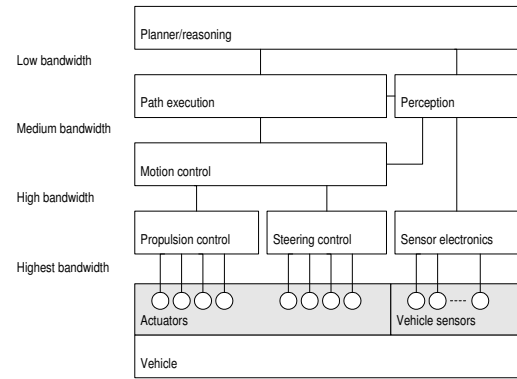 Planner/reasoning
Low bandwidth
Path execution
Perception
Medium bandwidth
Motion control
High bandwidth
Propulsion control
Steering control
Sensor electronics
Highest bandwidth
Actuators
Vehicle sensors
Vehicle